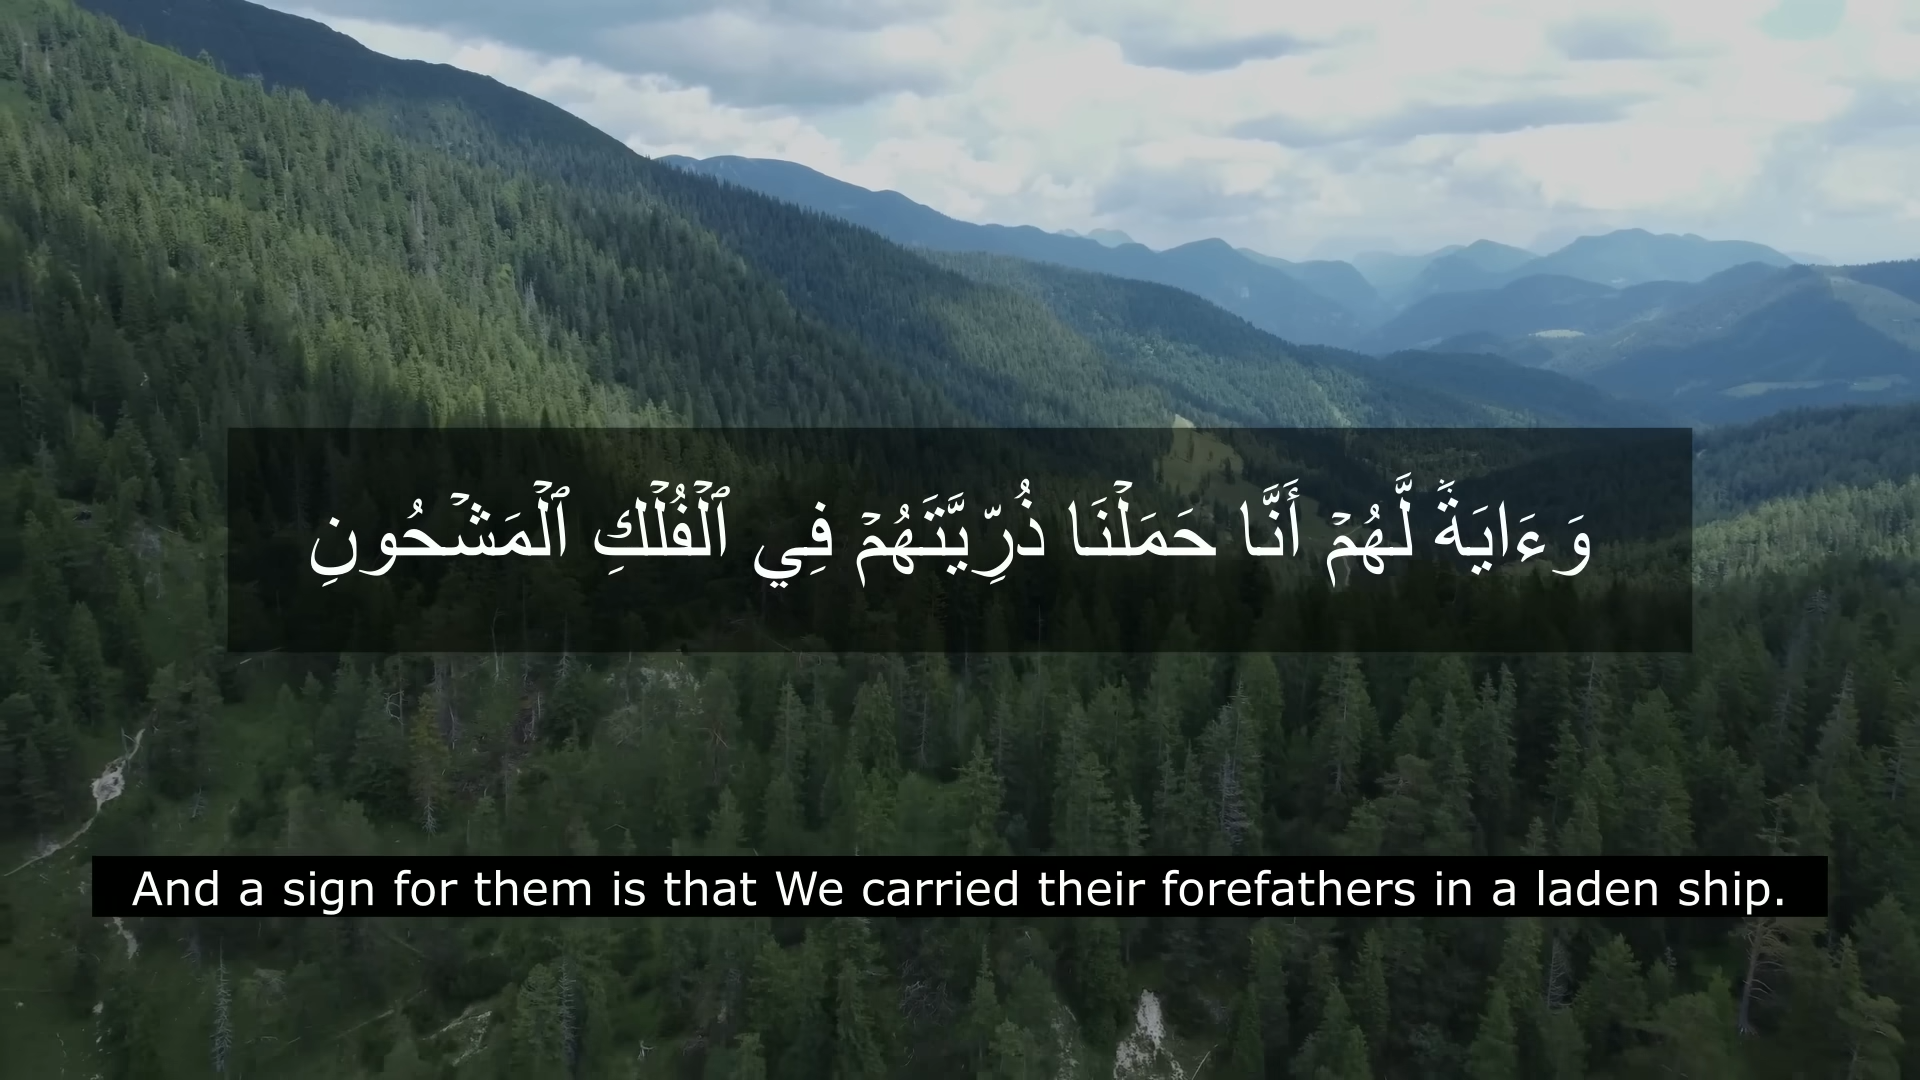 وَءَايَةٞ لَّهُمۡ أَنَّا حَمَلۡنَا ذُرِّيَّتَهُمۡ فِي ٱلۡفُلۡكِ ٱلۡمَشۡحُونِ
And a sign for them is that We carried their forefathers in a laden ship.